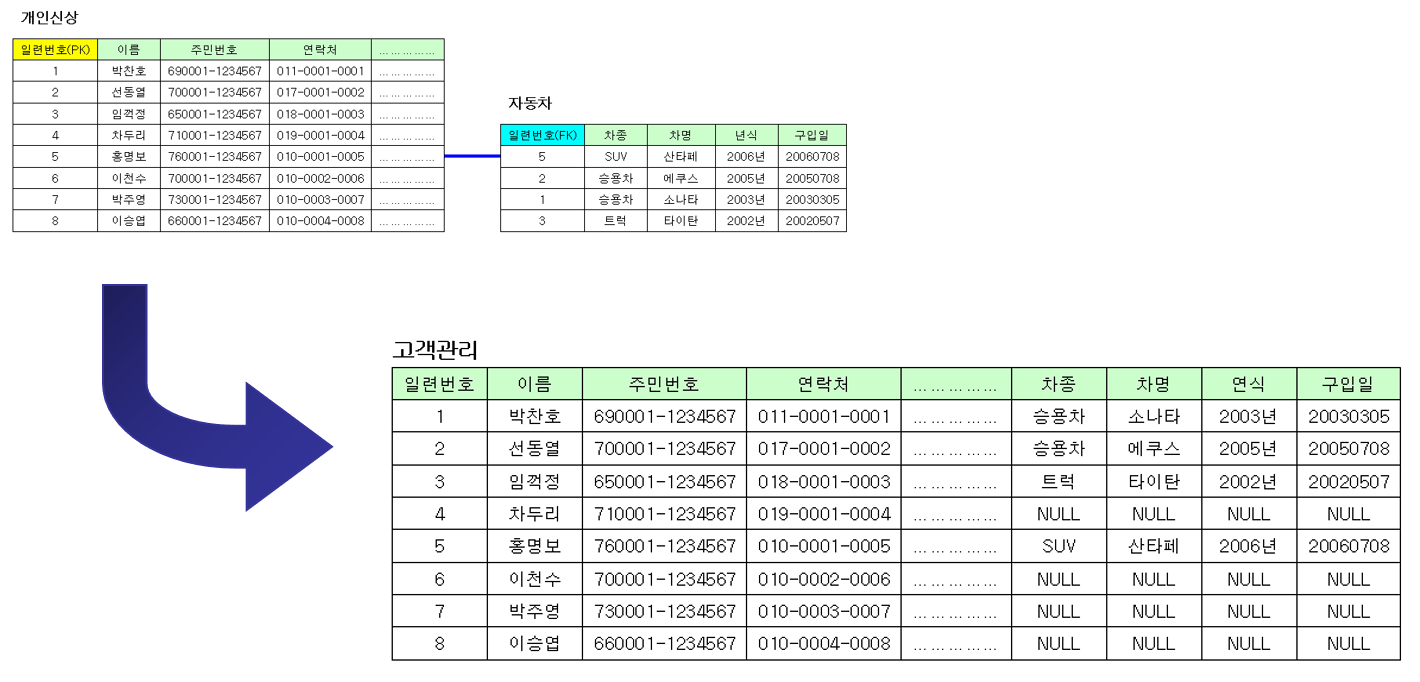 개인신상
일련번호(PK) 이름 주민번호 연락처 ... ... ... ... ...
1 박찬호 690001-1234567 011-0001-0001 ... ... ... ... ...
2 선동열 700001-1234567 017-0001-0002 ... ... ... ... ...
3 임꺽정 650001-1234567 018-0001-0003 ... ... ... ... ...
4 차두리 710001-1234567 019-0001-0004 ... ... ... ... ...
5 홍명보 760001-1234567 010-0001-0005 ... ... ... ... ...
6 이천수 700001-1234567 010-0002-0006 ... ... ... ... ...
7 박주영 730001-1234567 010-0003-0007 ... ... ... ... ...
8 이승엽 660001-1234567 010-0004-0008 ... ... ... ... ...
자동차
일련번호(FK) 차종 차명 년식 구입일
5 SUV 산타페 2006년 20060708
2 승용차 에쿠스 2005년 20050708
1 승용차 소나타 2003년 20030305
3 트럭 타이탄 2002년 20020507
고객관리
일련번호 이름 주민번호 연락처 ... ... ... ... ... 차종 차명 연식 구입일
1 박찬호 690001-1234567 011-0001-0001 ... ... ... ... ... 승용차 소나타 2003년 20030305
2 선동열 700001-1234567 017-0001-0002 ... ... ... ... ... 승용차 에쿠스 2005년 20050708
3 임꺽정 650001-1234567 018-0001-0003 ... ... ... ... ... 트럭 타이탄 2002년 20020507
4 차두리 710001-1234567 019-0001-0004 ... ... ... ... ... NULL NULL NULL NULL
5 홍명보 760001-1234567 010-0001-0005 ... ... ... ... ... SUV 산타페 2006년 20060708
6 이천수 700001-1234567 010-0002-0006 ... ... ... ... ... NULL NULL NULL NULL
7 박주영 730001-1234567 010-0003-0007 ... ... ... ... ... NULL NULL NULL NULL
8 이승엽 660001-1234567 010-0004-0008 ... ... ... ... ... NULL NULL NULL NULL